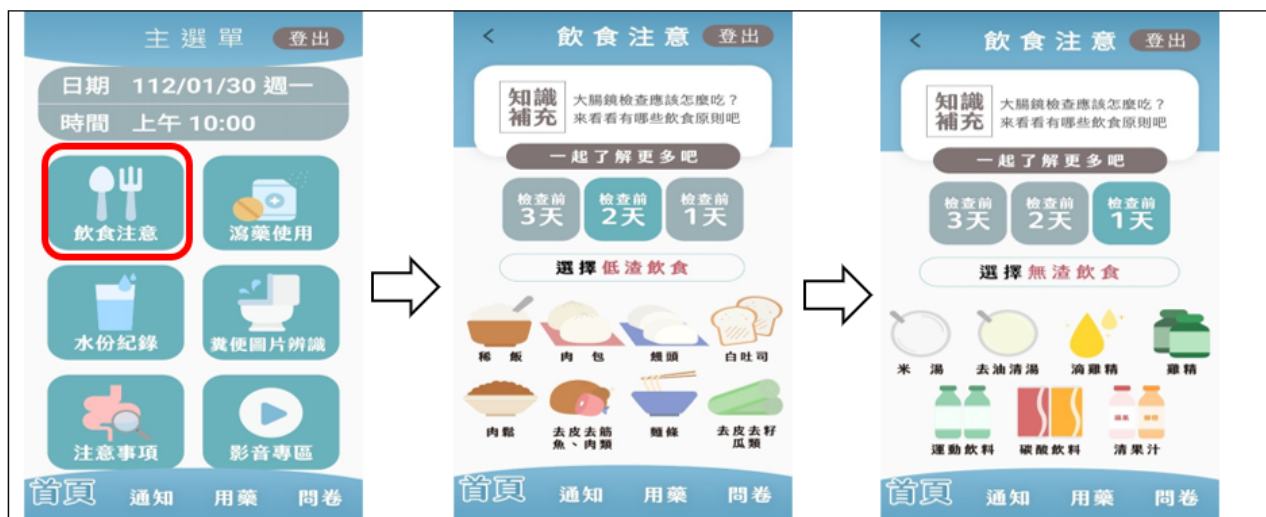 主選單
登出
日期 112/01/30 週一
時間 上午 10:00
飲食注意
瀉藥使用
水份紀錄
糞便圖片辨識
注意事項
影音專區
首頁 通知 用藥 問卷
<
飲食注意
登出
知識補充
大腸鏡檢查應該怎麼吃？
來看看有哪些飲食原則吧
一起了解更多吧
檢查前
3天
檢查前
2天
檢查前
1天
選擇低渣飲食
稀飯
肉包
饅頭
白吐司
肉鬆
去皮去筋
魚、肉類
麵條
去皮去籽
瓜類
首頁 通知 用藥 問卷
<
飲食注意
登出
知識補充
大腸鏡檢查應該怎麼吃？
來看看有哪些飲食原則吧
一起了解更多吧
檢查前
3天
檢查前
2天
檢查前
1天
選擇無渣飲食
米湯
去油清湯
滴雞精
雞精
運動飲料
碳酸飲料
清果汁
首頁 通知 用藥 問卷